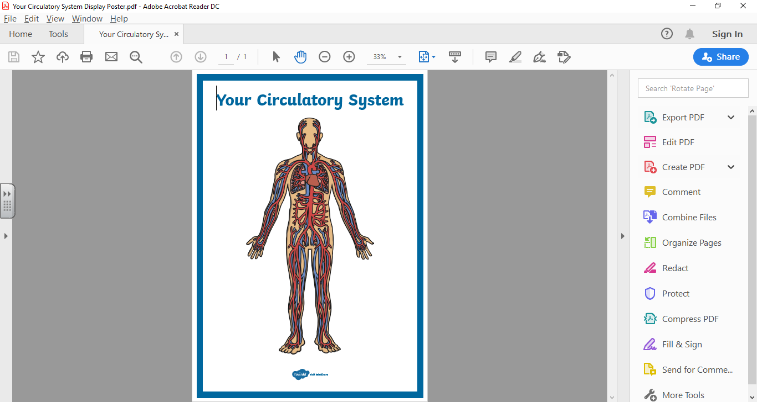 Your Circulatory System Display Poster.pdf - Adobe Acrobat Reader DC
File Edit View Window Help
Home Tools Your Circulatory Sy... ×
Sign In
1 / 1 33%
Share
Your Circulatory System
Search 'Rotate Page'
Export PDF
Edit PDF
Create PDF
Comment
Combine Files
Organize Pages
Redact
Protect
Compress PDF
Fill & Sign
Send for Comme...
More Tools